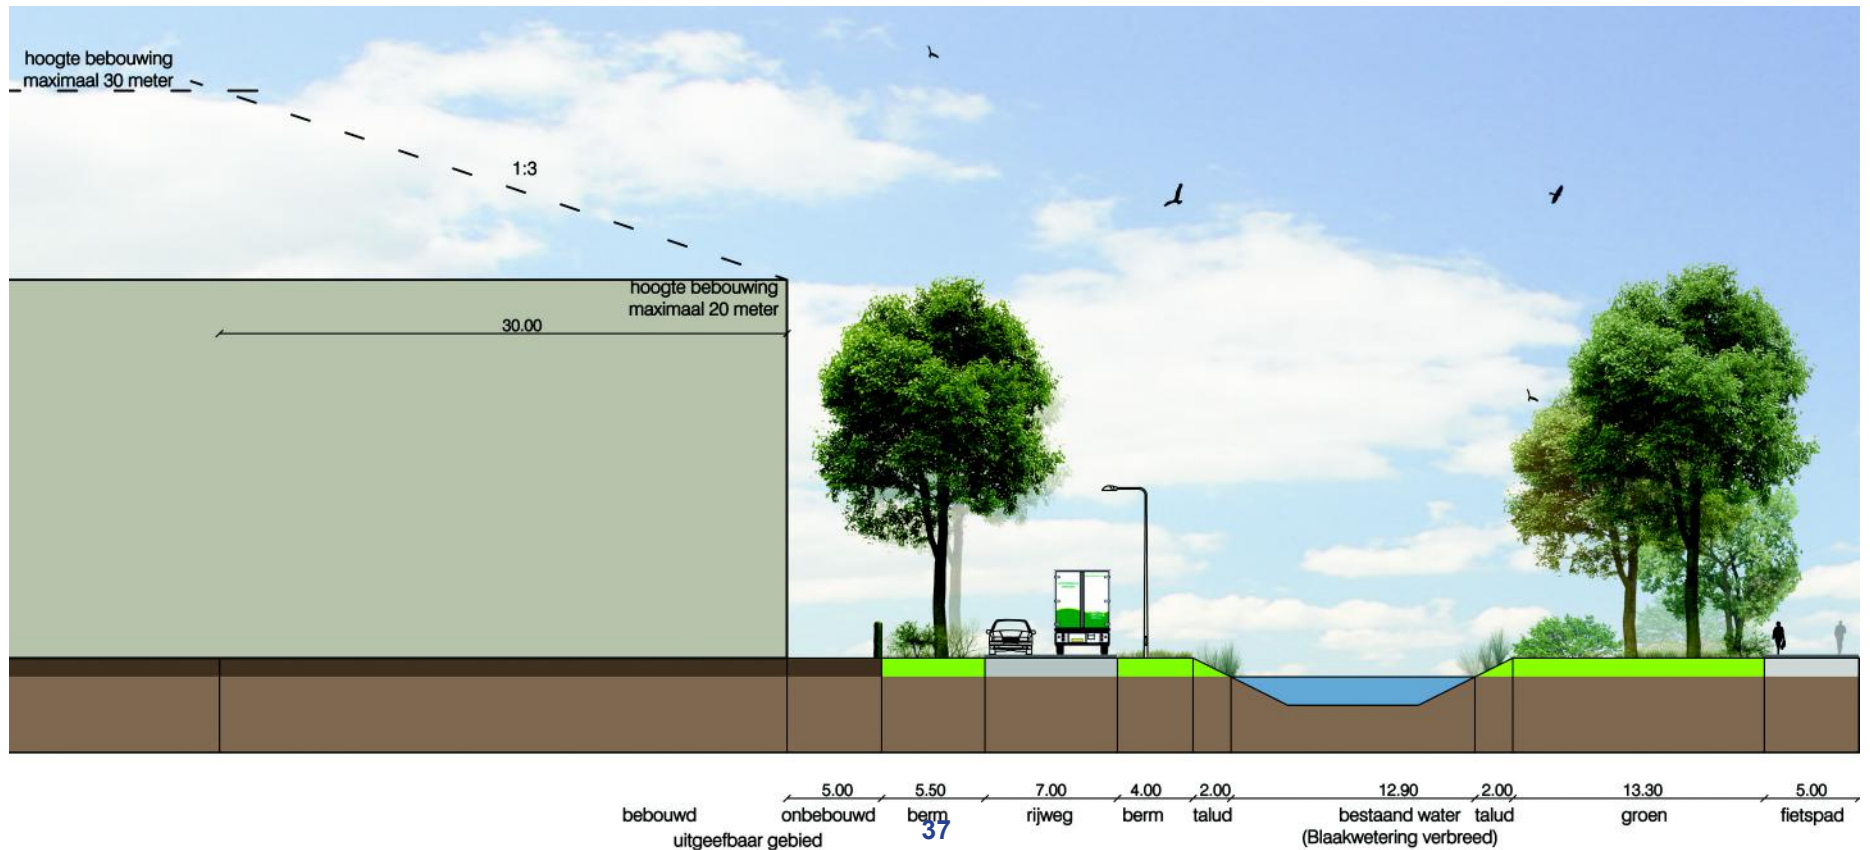 hoogte bebouwing
maximaal 30 meter
1:3
hoogte bebouwing
maximaal 20 meter
30.00
5.00 5.50 7.00 4.00 2.00 12.90 2.00 13.30 5.00
bebouwd onbebouwd berm rijweg berm talud bestaand water talud groen fietspad
uitgeefbaar gebied 37 (Blaakwetering verbreed)